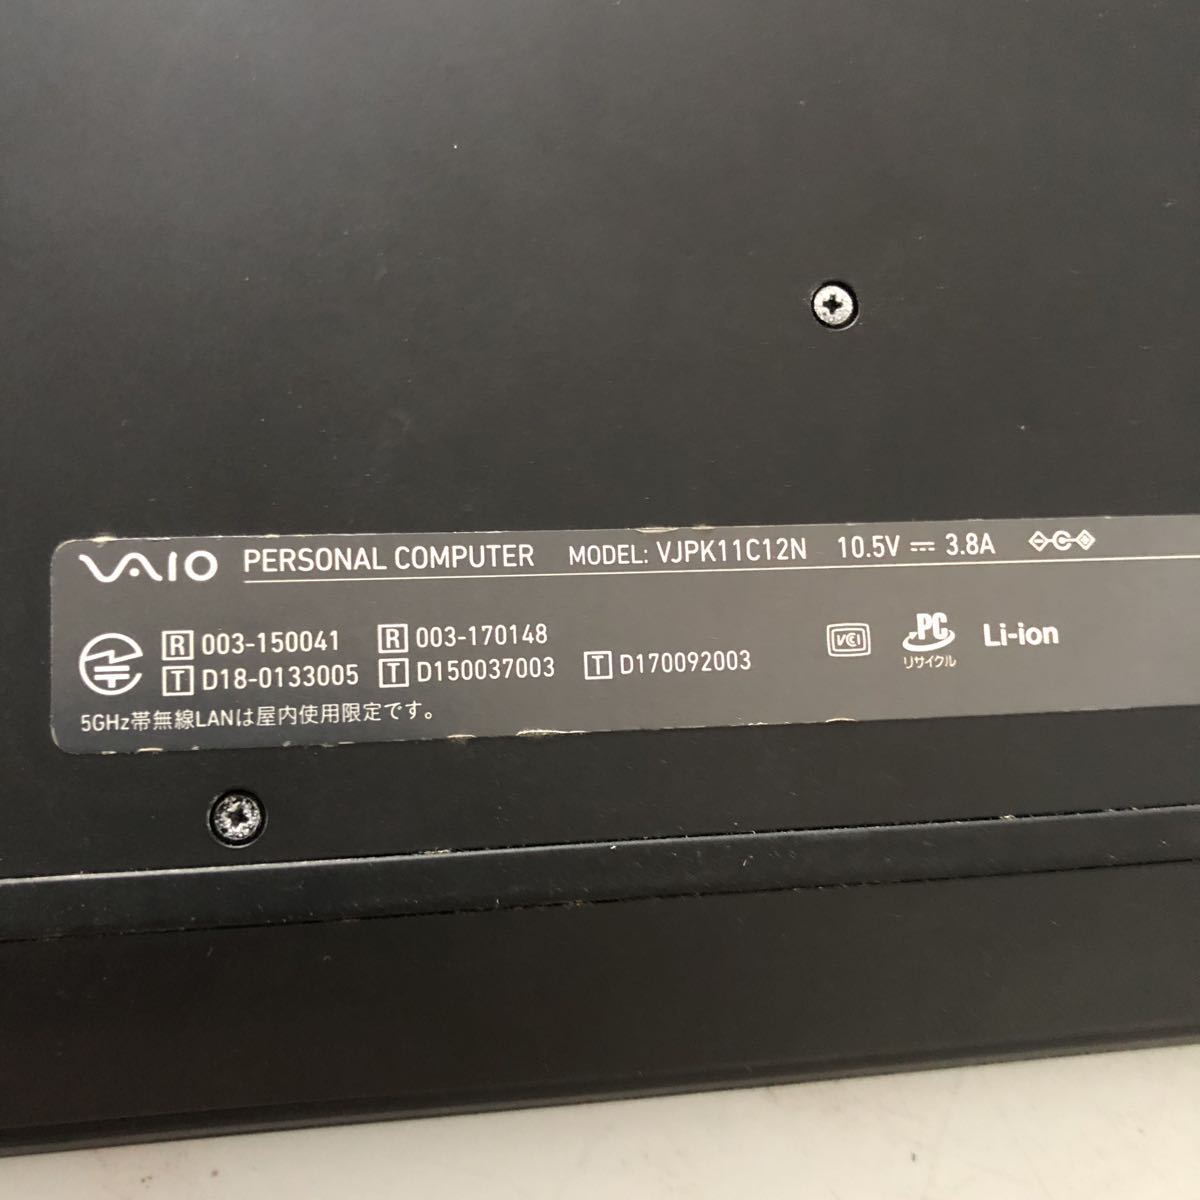 VAIO PERSONAL COMPUTER MODEL: VJPK11C12N 10.5V 3.8A
R 003-150041 R 003-170148
T D18-0133005 T D150037003 T D170092003
VCCI PC リサイクル Li-ion
5GHz帯無線LANは屋内使用限定です。